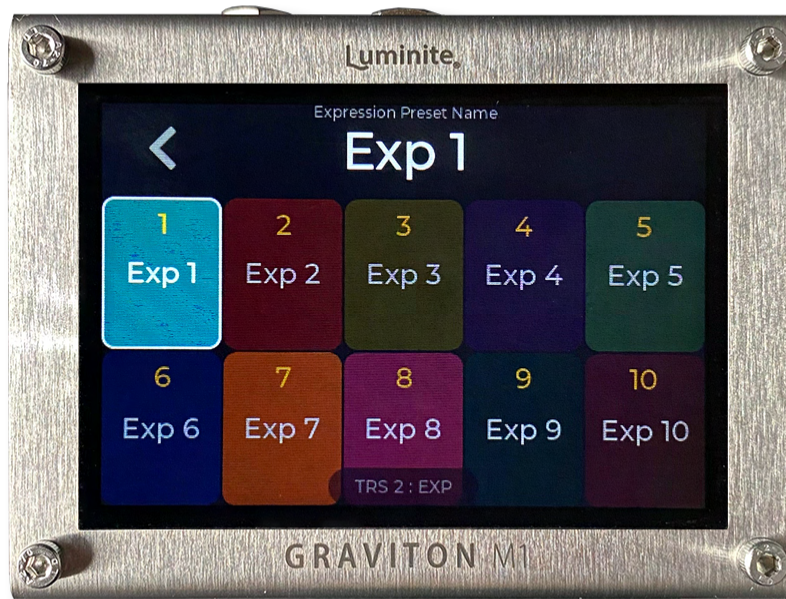 Luminite
Expression Preset Name
Exp 1
1
Exp 1
2
Exp 2
3
Exp 3
4
Exp 4
5
Exp 5
6
Exp 6
7
Exp 7
8
Exp 8
9
Exp 9
10
Exp 10
TRS 2 : EXP
GRAVITON M1